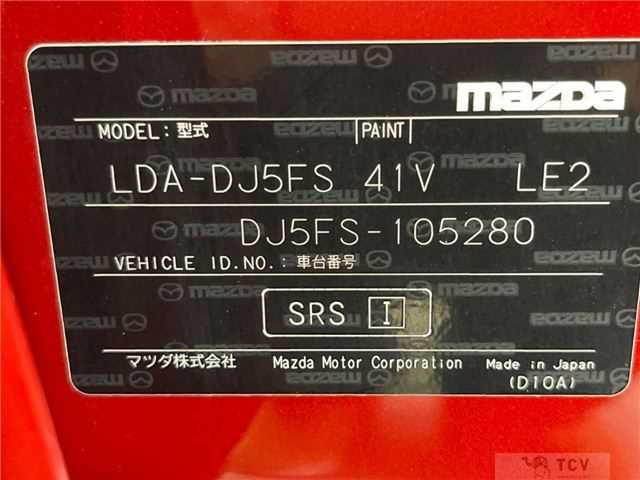 mazda
MODEL:型式 PAINT
LDA-DJ5FS 41V LE2
DJ5FS-105280
VEHICLE ID.NO.:車台番号
SRS I
マツダ株式会社 Mazda Motor Corporation Made in Japan
(D10A)
TCV